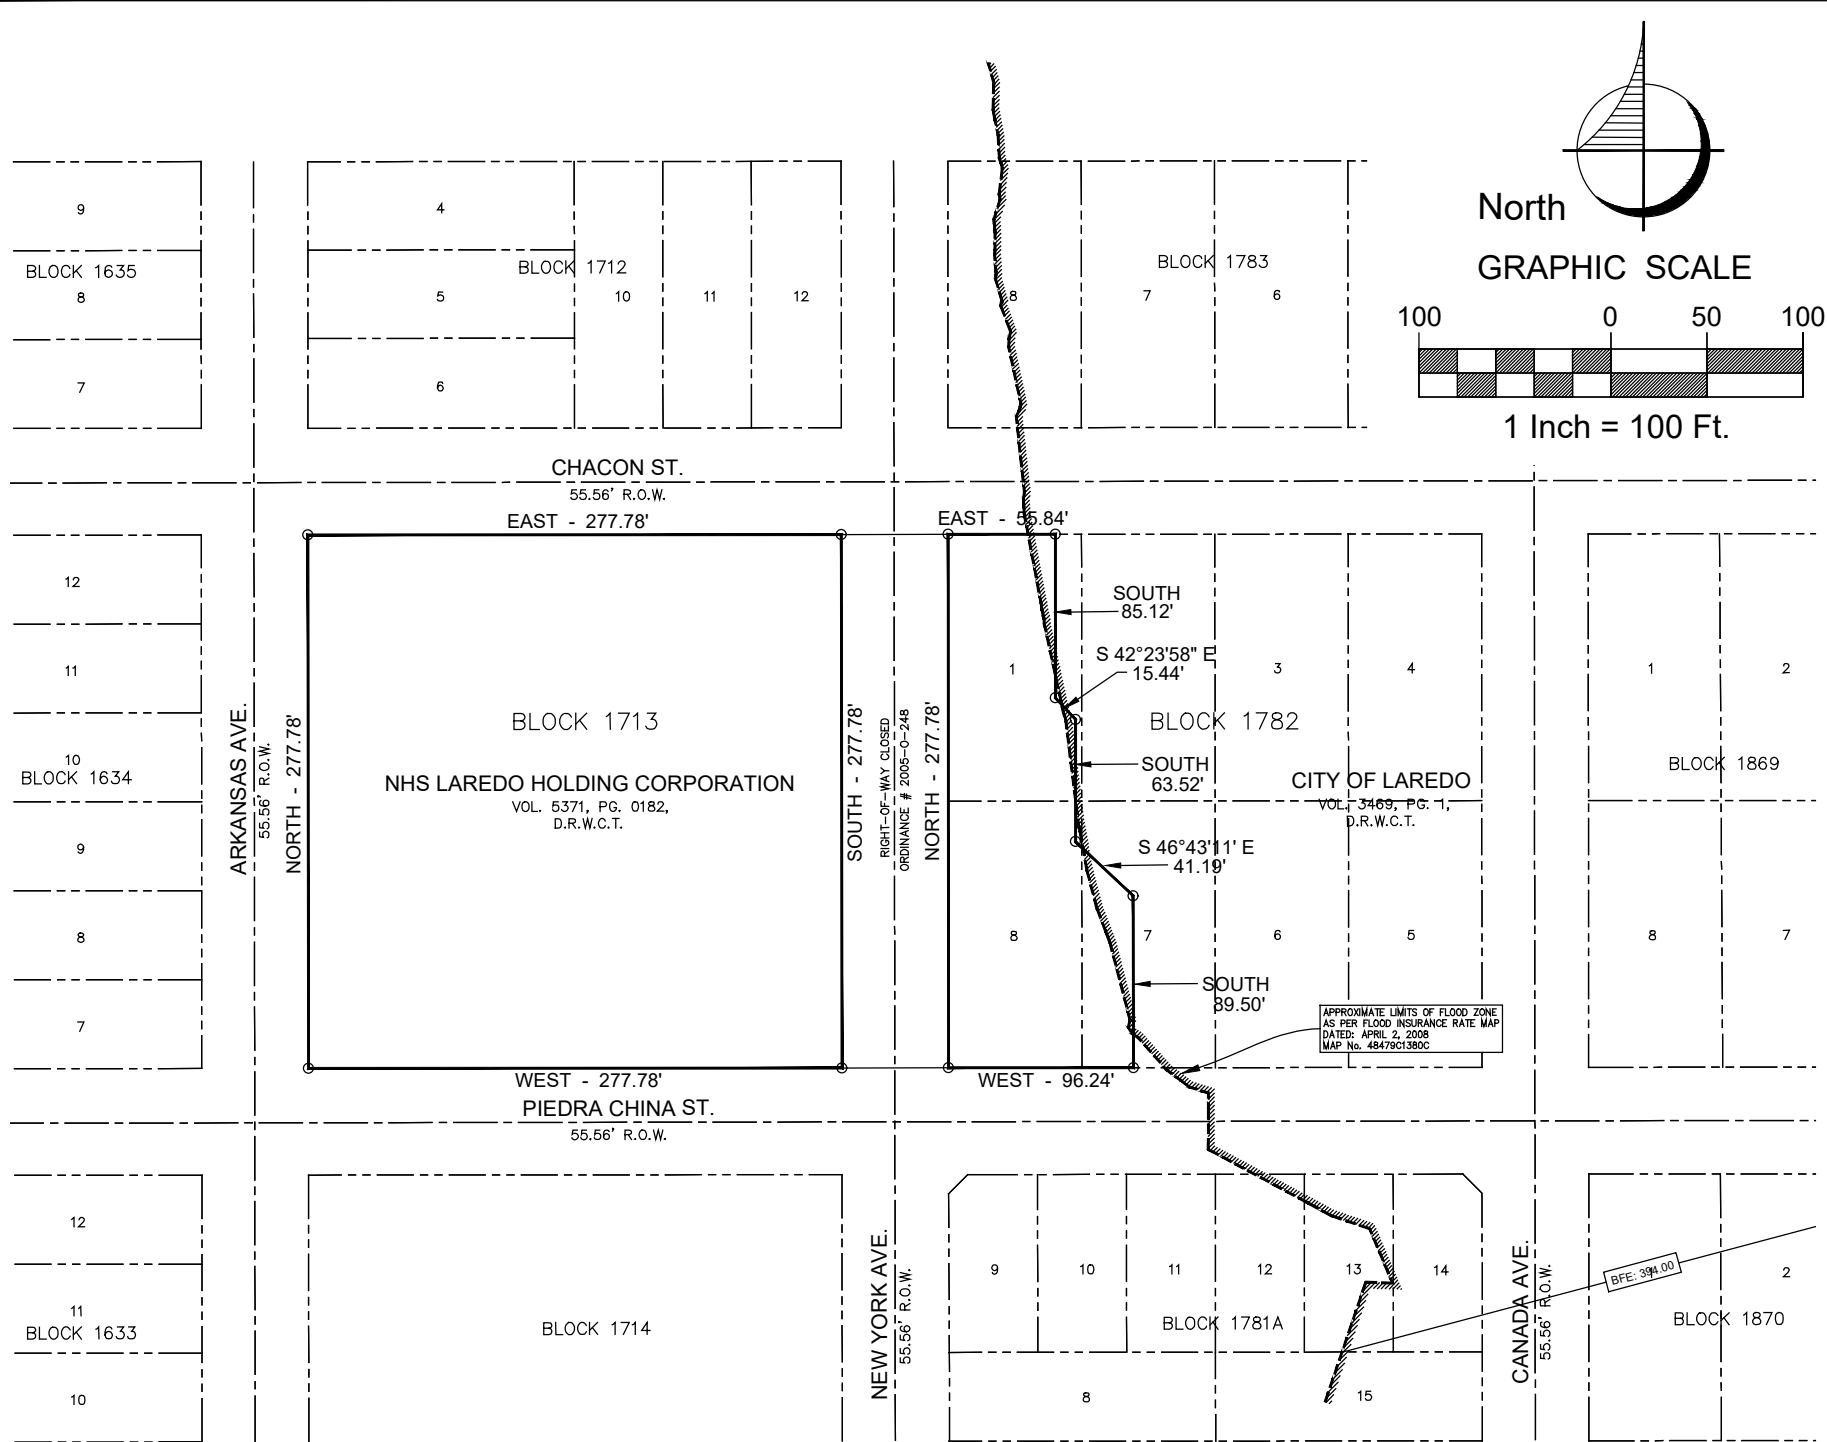 North
GRAPHIC SCALE
100 0 50 100
1 Inch = 100 Ft.
9
BLOCK 1635
8
7
4
BLOCK 1712
5
10
11
12
6
BLOCK 1783
8
7
6
CHACON ST.
55.56' R.O.W.
EAST - 277.78'
EAST - 55.84'
12
11
10
BLOCK 1634
9
8
7
ARKANSAS AVE.
55.56' R.O.W.
NORTH - 277.78'
BLOCK 1713
NHS LAREDO HOLDING CORPORATION
VOL. 5371, PG. 0182,
D.R.W.C.T.
SOUTH - 277.78'
RIGHT-OF-WAY CLOSED
ORDINANCE # 2005-O-248
NORTH - 277.78'
SOUTH
85.12'
S 42°23'58" E
15.44'
1
3
4
BLOCK 1782
SOUTH
63.52'
CITY OF LAREDO
VOL. 3469, PG. 1,
D.R.W.C.T.
S 46°43'11' E
41.19'
8
7
6
5
SOUTH
89.50'
APPROXIMATE LIMITS OF FLOOD ZONE
AS PER FLOOD INSURANCE RATE MAP
DATED: APRIL 2, 2008
MAP No. 48479C1380C
1
2
BLOCK 1869
8
7
WEST - 277.78'
WEST - 96.24'
PIEDRA CHINA ST.
55.56' R.O.W.
12
11
BLOCK 1633
10
BLOCK 1714
NEW YORK AVE.
55.56' R.O.W.
9
10
11
12
13
14
BLOCK 1781A
8
15
CANADA AVE.
55.56' R.O.W.
BFE: 394.00
1
2
BLOCK 1870